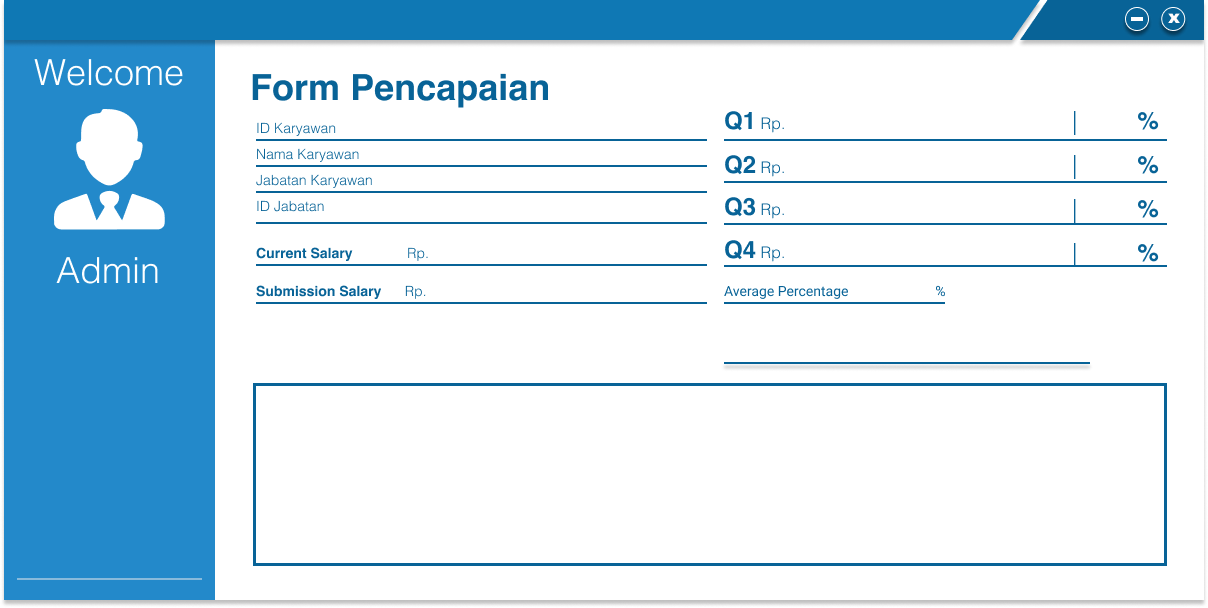 Welcome
Admin
Form Pencapaian
ID Karyawan
Nama Karyawan
Jabatan Karyawan
ID Jabatan
Current Salary Rp.
Submission Salary Rp.
Q1 Rp. %
Q2 Rp. %
Q3 Rp. %
Q4 Rp. %
Average Percentage %